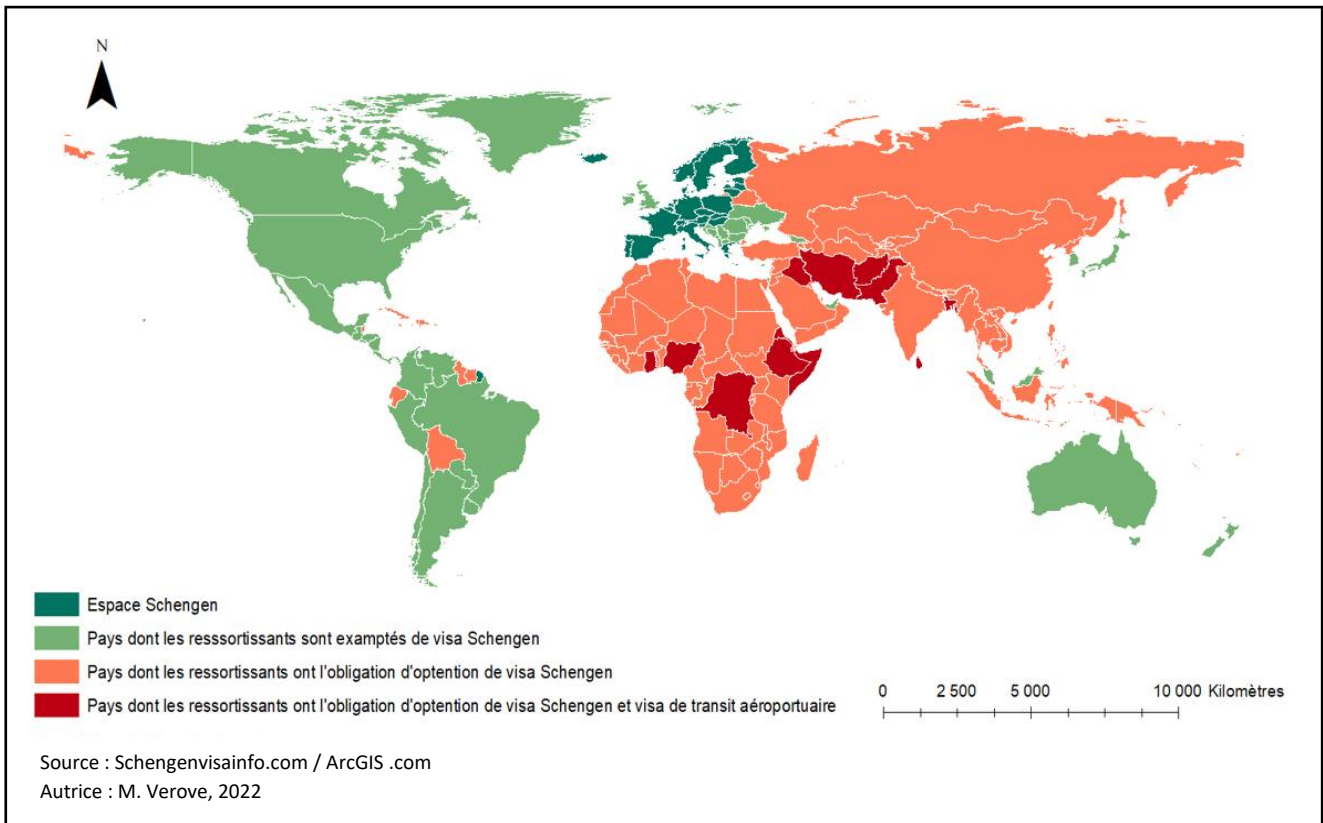 N
Espace Schengen
Pays dont les resssortissants sont examptés de visa Schengen
Pays dont les ressortissants ont l'obligation d'optention de visa Schengen
Pays dont les ressortissants ont l'obligation d'optention de visa Schengen et visa de transit aéroportuaire
0 2 500 5 000 10 000 Kilomètres
Source : Schengenvisainfo.com / ArcGIS .com
Autrice : M. Verove, 2022